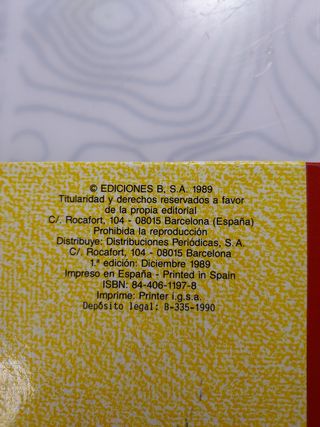 © EDICIONES B, S.A. 1989
Titularidad y derechos reservados a favor
de la propia editorial
C/. Rocafort, 104 - 08015 Barcelona (España)
Prohibida la reproducción
Distribuye: Distribuciones Periódicas, S.A.
C/. Rocafort, 104 - 08015 Barcelona
1.ª edición: Diciembre 1989
Impreso en España - Printed in Spain
ISBN: 84-406-1197-8
Imprime: Printer i.g.s.a.
Depósito legal: B-335-1990